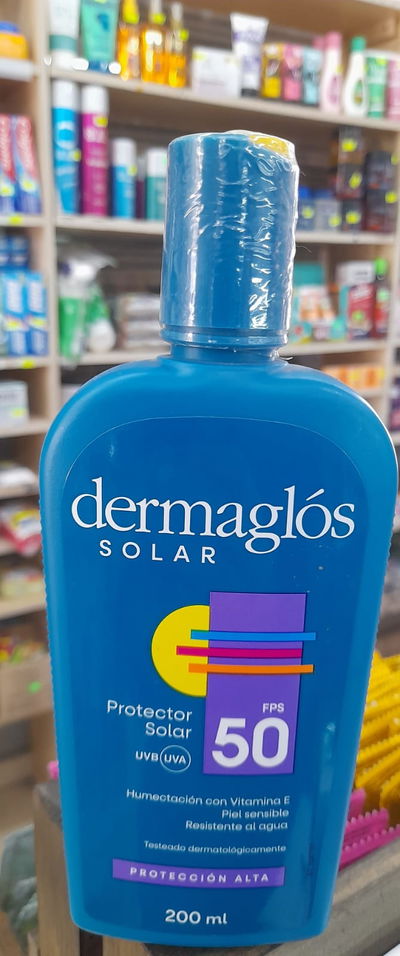 dermaglós
SOLAR
Protector
Solar
UVB UVA
FPS
50
Humectación con Vitamina E
Piel sensible
Resistente al agua
Testeado dermatológicamente
PROTECCIÓN ALTA
200 ml